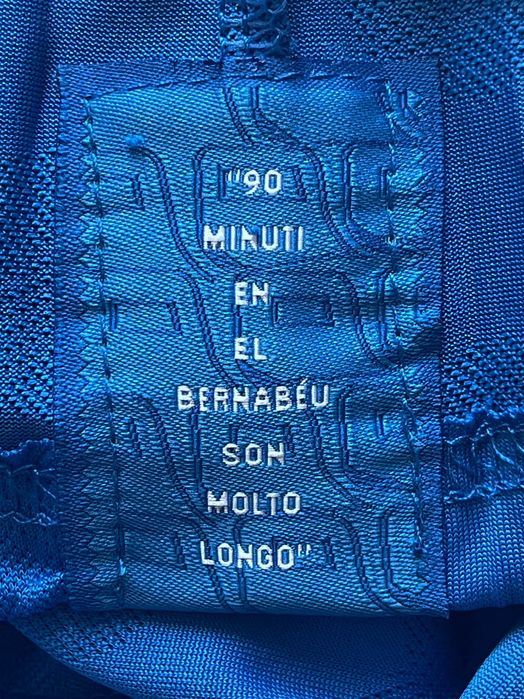 "90
MINUTI
EN
EL
BERNABÉU
SON
MOLTO
LONGO"